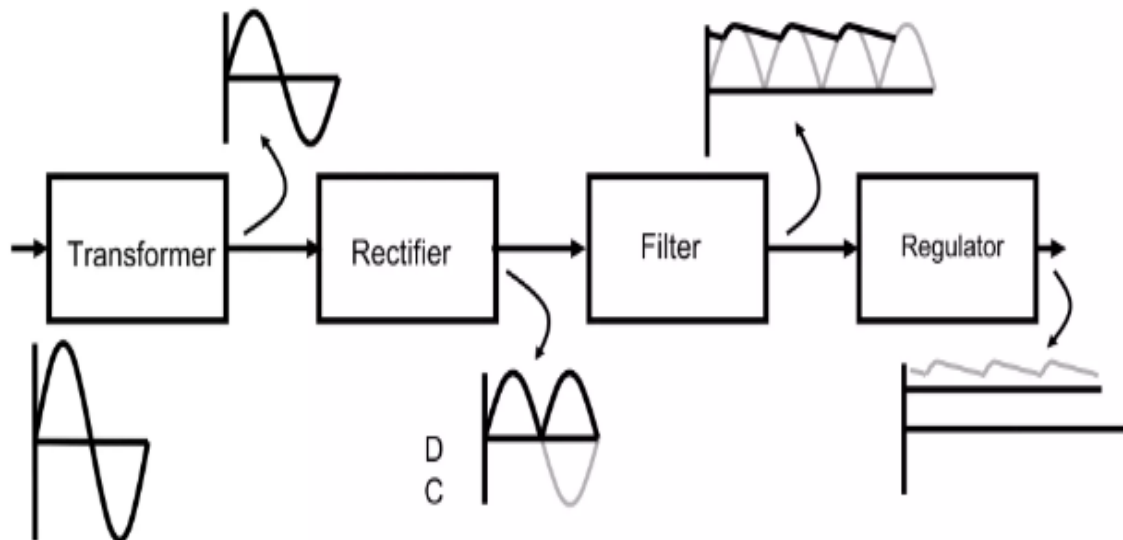 Transformer
Rectifier
Filter
Regulator
D
C